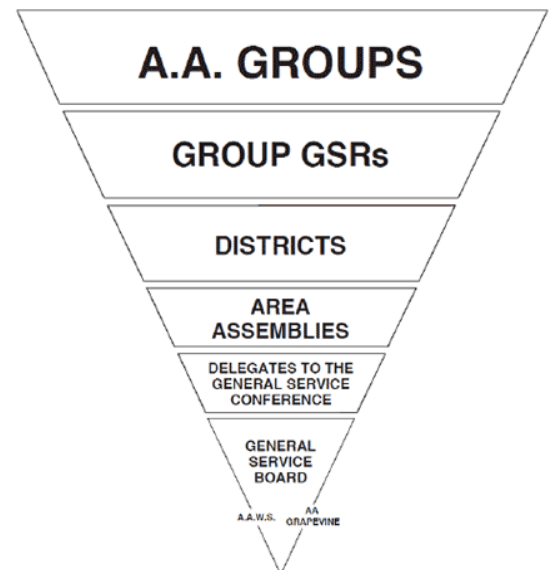 A.A. GROUPS
GROUP GSRs
DISTRICTS
AREA
ASSEMBLIES
DELEGATES TO THE
GENERAL SERVICE
CONFERENCE
GENERAL
SERVICE
BOARD
A.A.W.S.
AA
GRAPEVINE